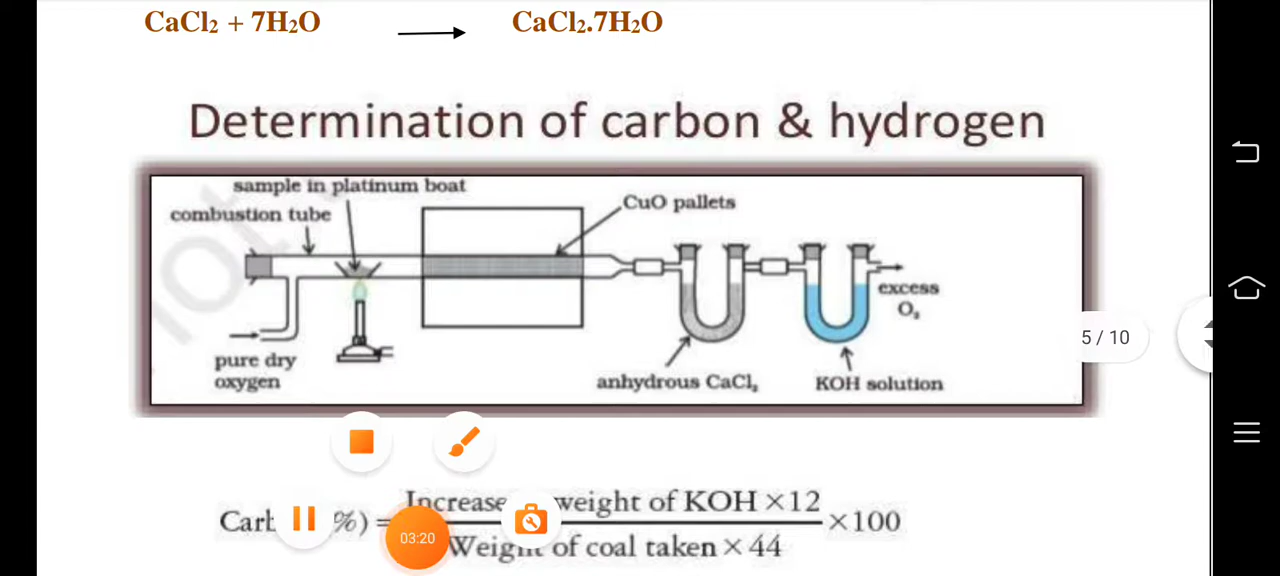 CaCl₂ + 7H₂O → CaCl₂.7H₂O
Determination of carbon & hydrogen
sample in platinum boat
combustion tube
CuO pallets
excess
O₂
5 / 10
pure dry
oxygen
anhydrous CaCl₂
KOH solution
Increase weight of KOH ×12
%) = ×100
03:20
of coal taken × 44